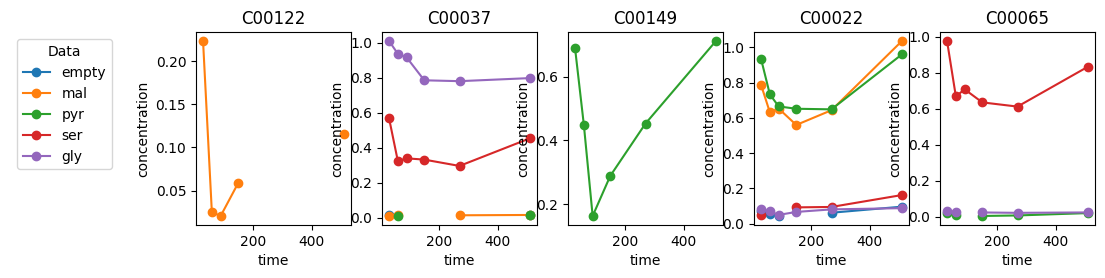 Data
empty
mal
pyr
ser
gly
C00122
concentration
0.20
0.15
0.10
0.05
200
400
time
C00037
concentration
1.0
0.8
0.6
0.4
0.2
0.0
200
400
time
C00149
concentration
0.6
0.4
0.2
200
400
time
C00022
concentration
1.0
0.8
0.6
0.4
0.2
0.0
200
400
time
C00065
concentration
1.0
0.8
0.6
0.4
0.2
0.0
200
400
time